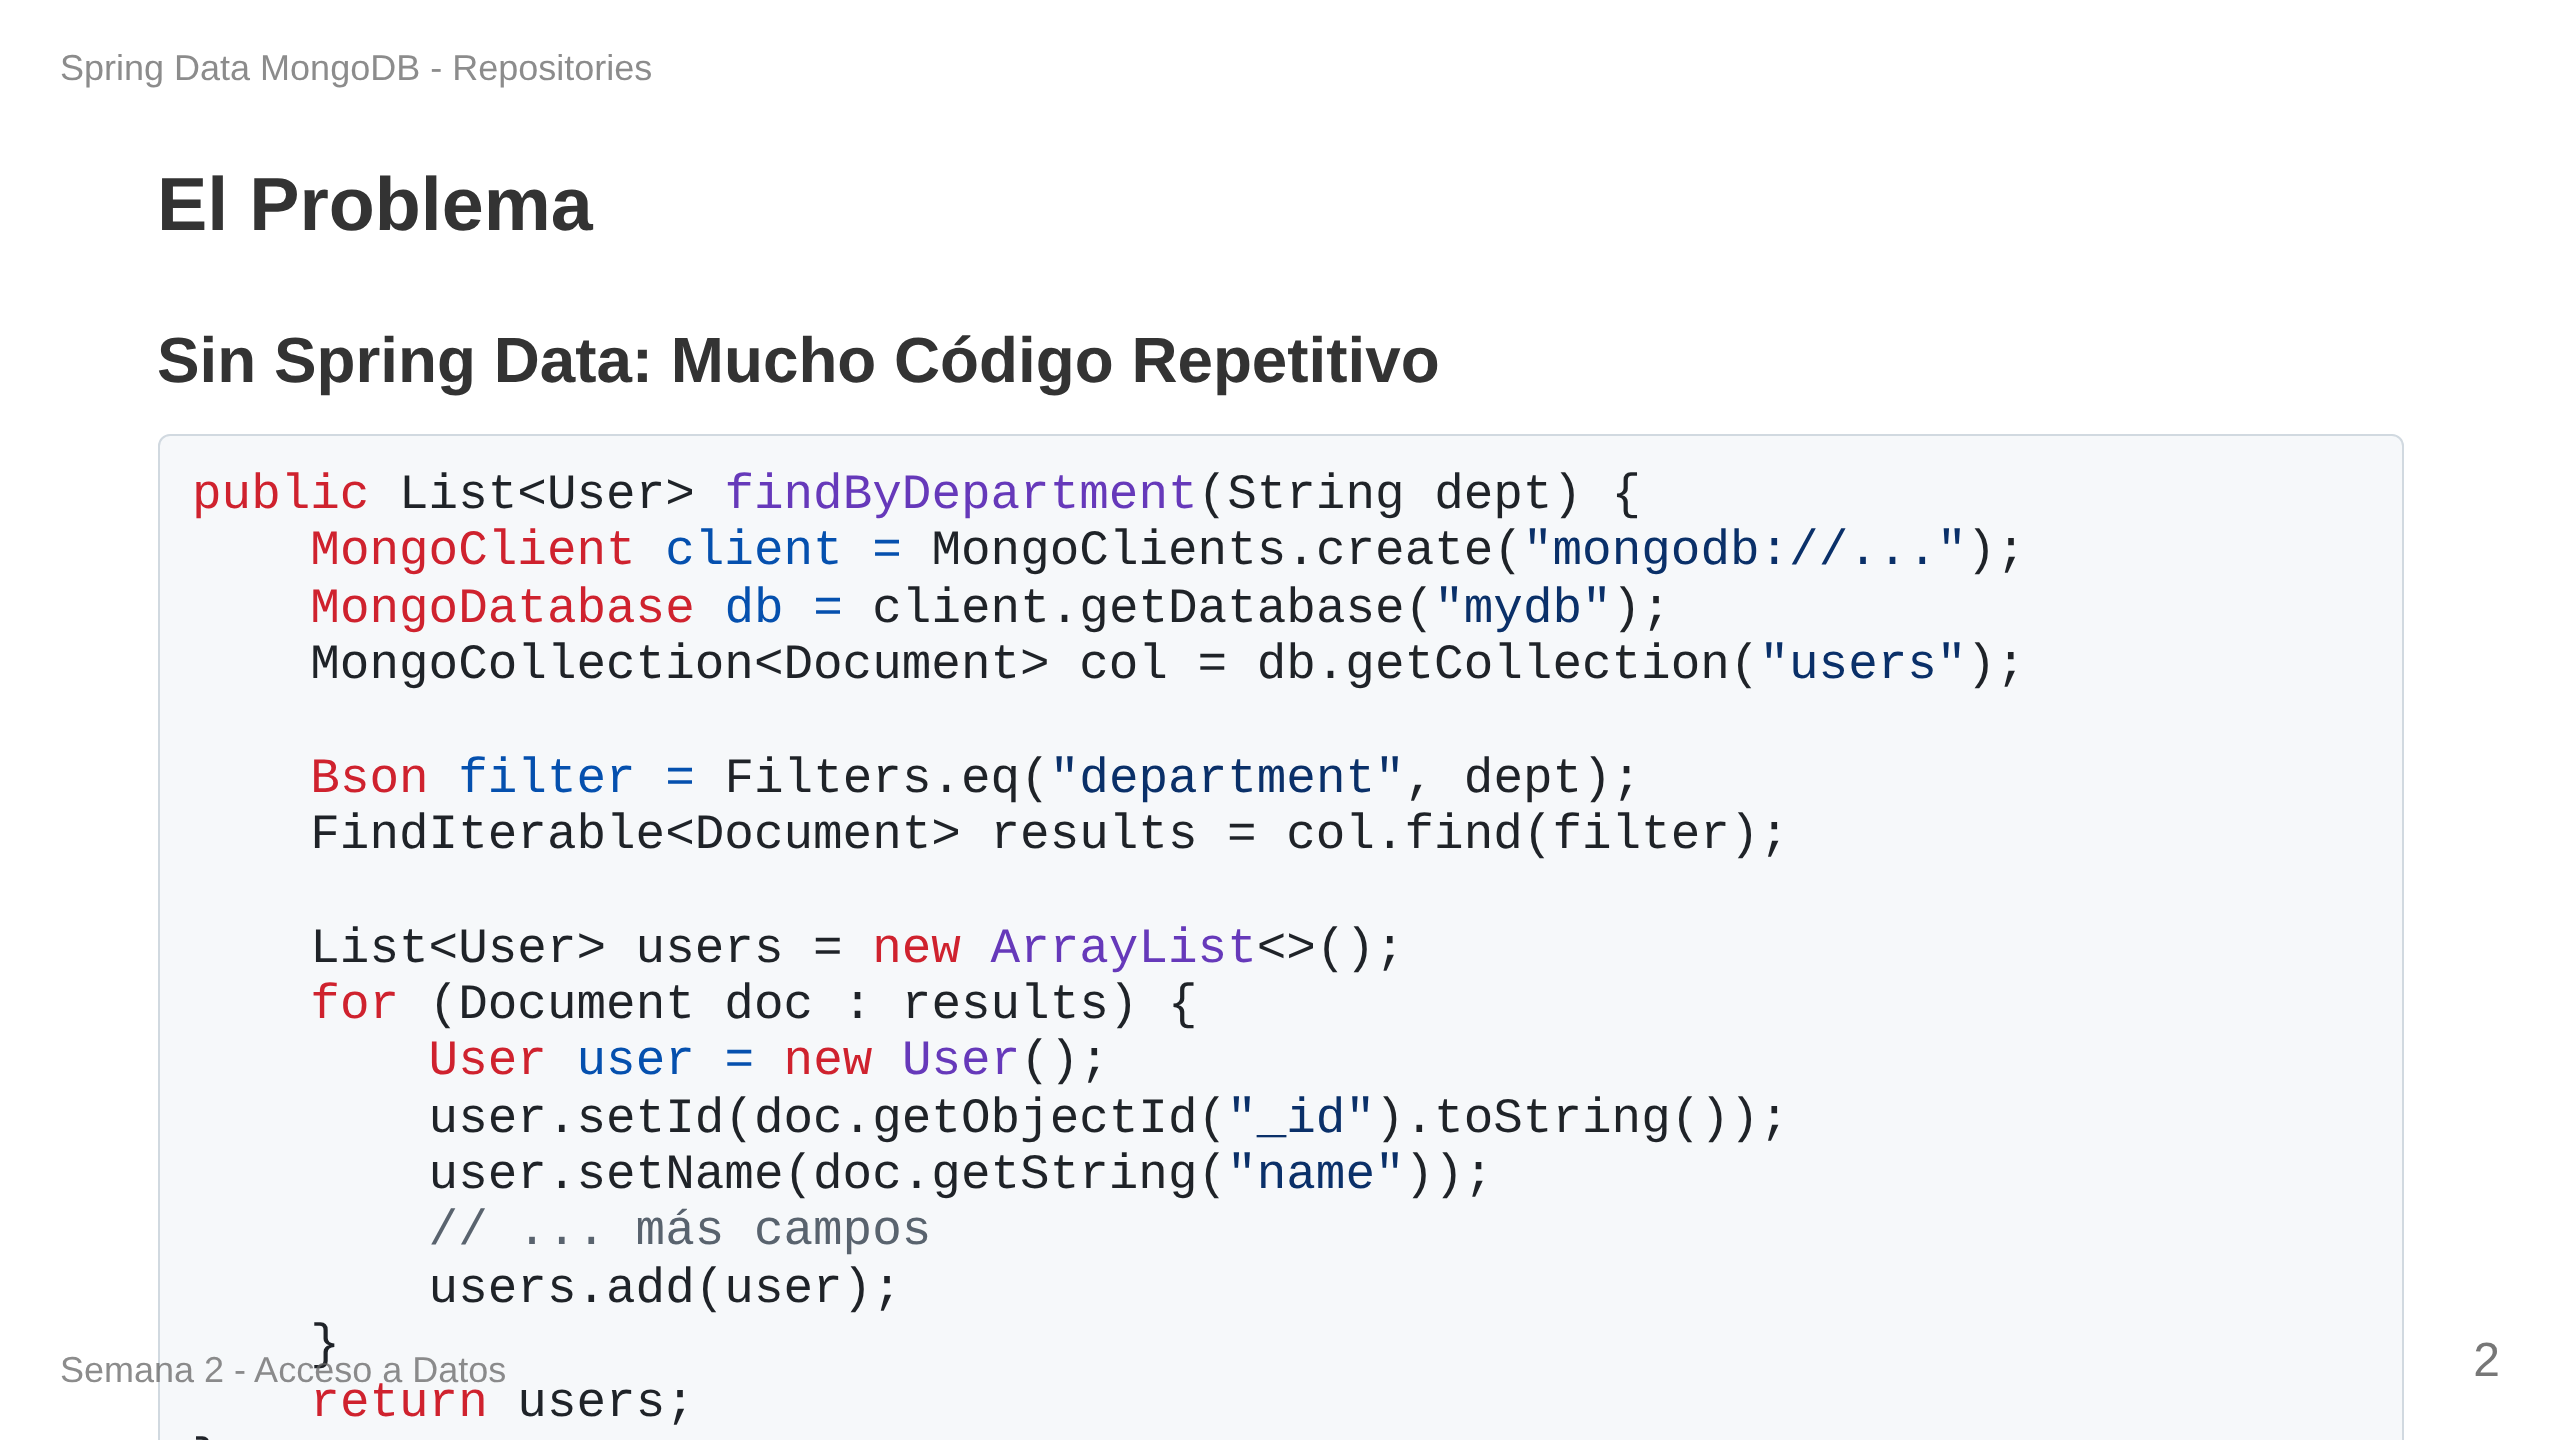 Spring Data MongoDB - Repositories
El Problema
Sin Spring Data: Mucho Código Repetitivo
public List<User> findByDepartment(String dept) {
    MongoClient client = MongoClients.create("mongodb://...");
    MongoDatabase db = client.getDatabase("mydb");
    MongoCollection<Document> col = db.getCollection("users");

    Bson filter = Filters.eq("department", dept);
    FindIterable<Document> results = col.find(filter);

    List<User> users = new ArrayList<>();
    for (Document doc : results) {
        User user = new User();
        user.setId(doc.getObjectId("_id").toString());
        user.setName(doc.getString("name"));
        // ... más campos
        users.add(user);
    }
    return users;
}
Semana 2 - Acceso a Datos
2